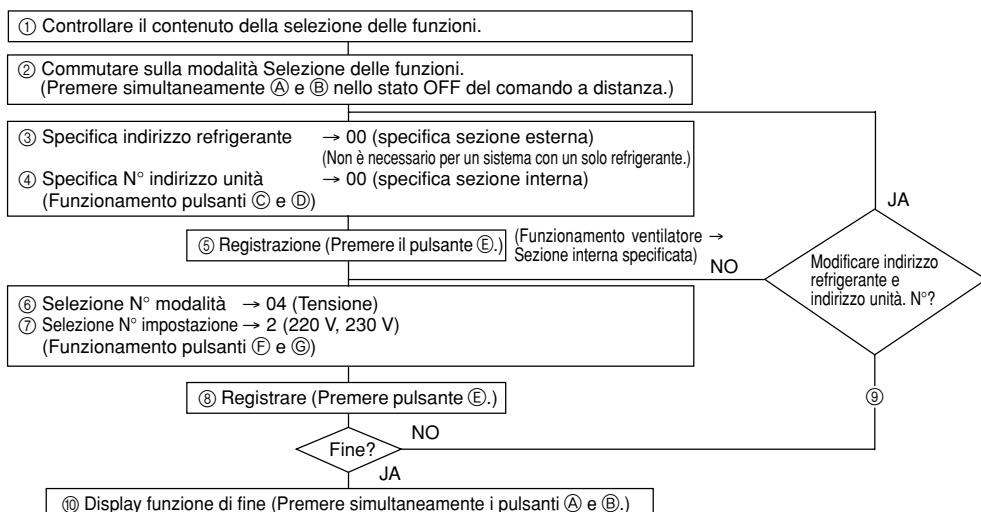 ① Controllare il contenuto della selezione delle funzioni.
② Commutare sulla modalità Selezione delle funzioni.
(Premere simultaneamente Ⓐ e Ⓑ nello stato OFF del comando a distanza.)
③ Specifica indirizzo refrigerante → 00 (specifica sezione esterna)
(Non è necessario per un sistema con un solo refrigerante.)
④ Specifica N° indirizzo unità → 00 (specifica sezione interna)
(Funzionamento pulsanti Ⓒ e Ⓓ)
JA
⑤ Registrazione (Premere il pulsante Ⓔ.)
(Funzionamento ventilatore →
Sezione interna specificata)
NO
Modificare indirizzo
refrigerante e
indirizzo unità. N°?
⑥ Selezione N° modalità → 04 (Tensione)
⑦ Selezione N° impostazione → 2 (220 V, 230 V)
(Funzionamento pulsanti Ⓕ e Ⓖ)
⑧ Registrare (Premere pulsante Ⓔ.)
⑨
Fine?
NO
JA
⑩ Display funzione di fine (Premere simultaneamente i pulsanti Ⓐ e Ⓑ.)